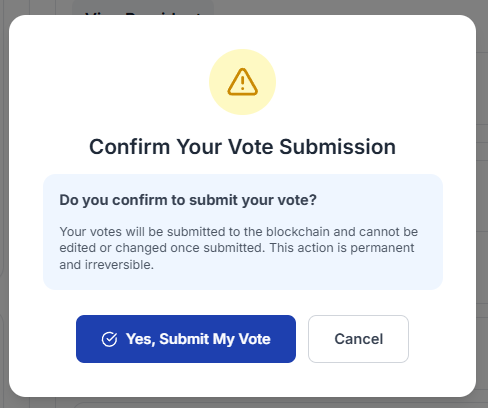 Vice President
Confirm Your Vote Submission
Do you confirm to submit your vote?
Your votes will be submitted to the blockchain and cannot be
edited or changed once submitted. This action is permanent
and irreversible.
Yes, Submit My Vote
Cancel